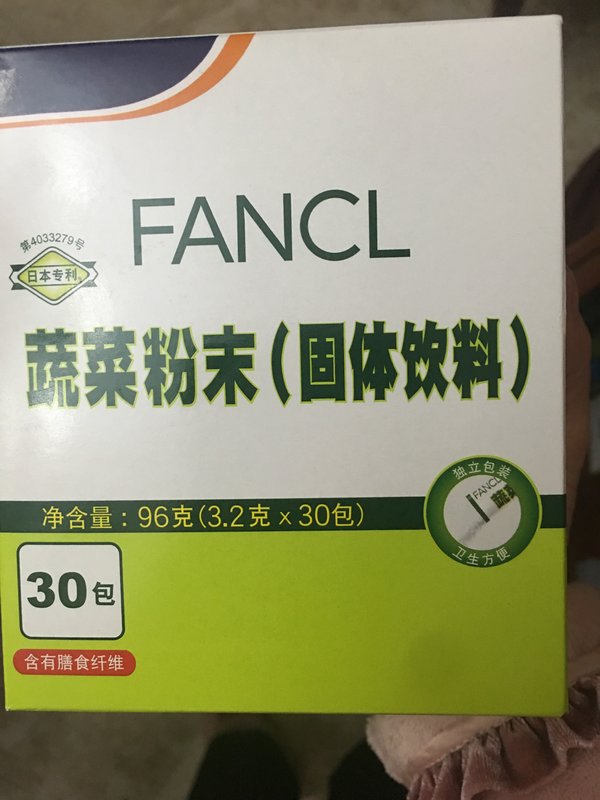 FANCL
第4033279号
日本专利
蔬菜粉末(固体饮料)
净含量：96克(3.2克×30包)
独立包装
FANCL
卫生方便
30包
含有膳食纤维